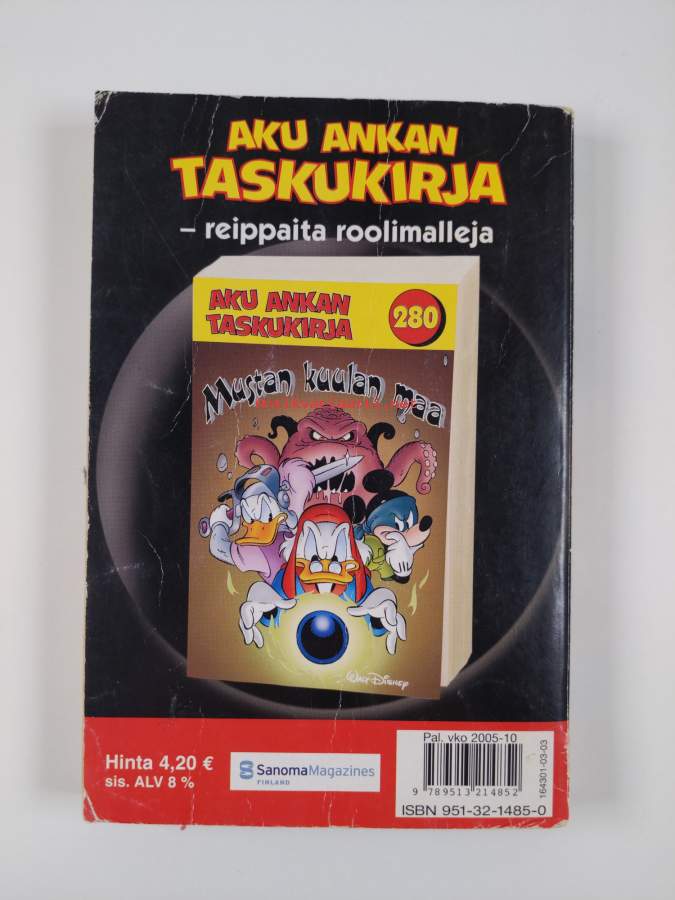 AKU ANKAN
TASKUKIRJA
– reippaita roolimalleja
AKU ANKAN
TASKUKIRJA
280
Mustan kuulan maa
WALT DISNEY
Hinta 4,20 €
sis. ALV 8 %
S SanomaMagazines
FINLAND
Pal. vko 2005-10
9 789513 214852
ISBN 951-32-1485-0
164301-03-03